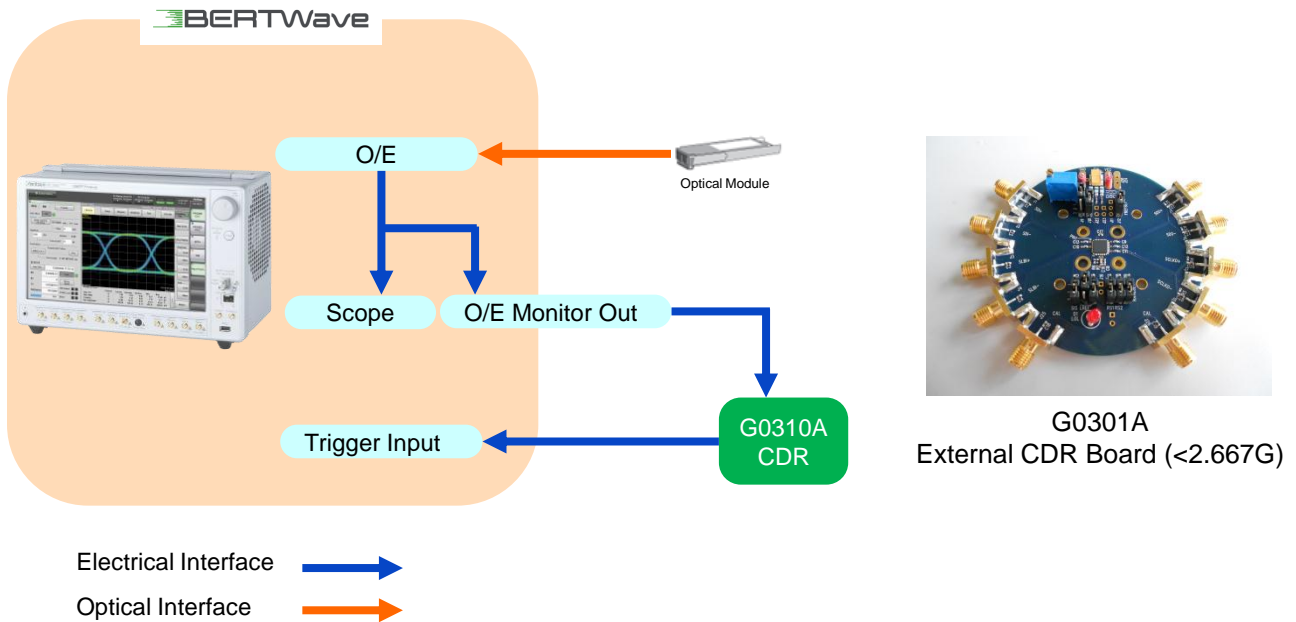 BERTWave
O/E
Optical Module
Scope
O/E Monitor Out
Trigger Input
G0310A
CDR
G0301A
External CDR Board (<2.667G)
Electrical Interface
Optical Interface